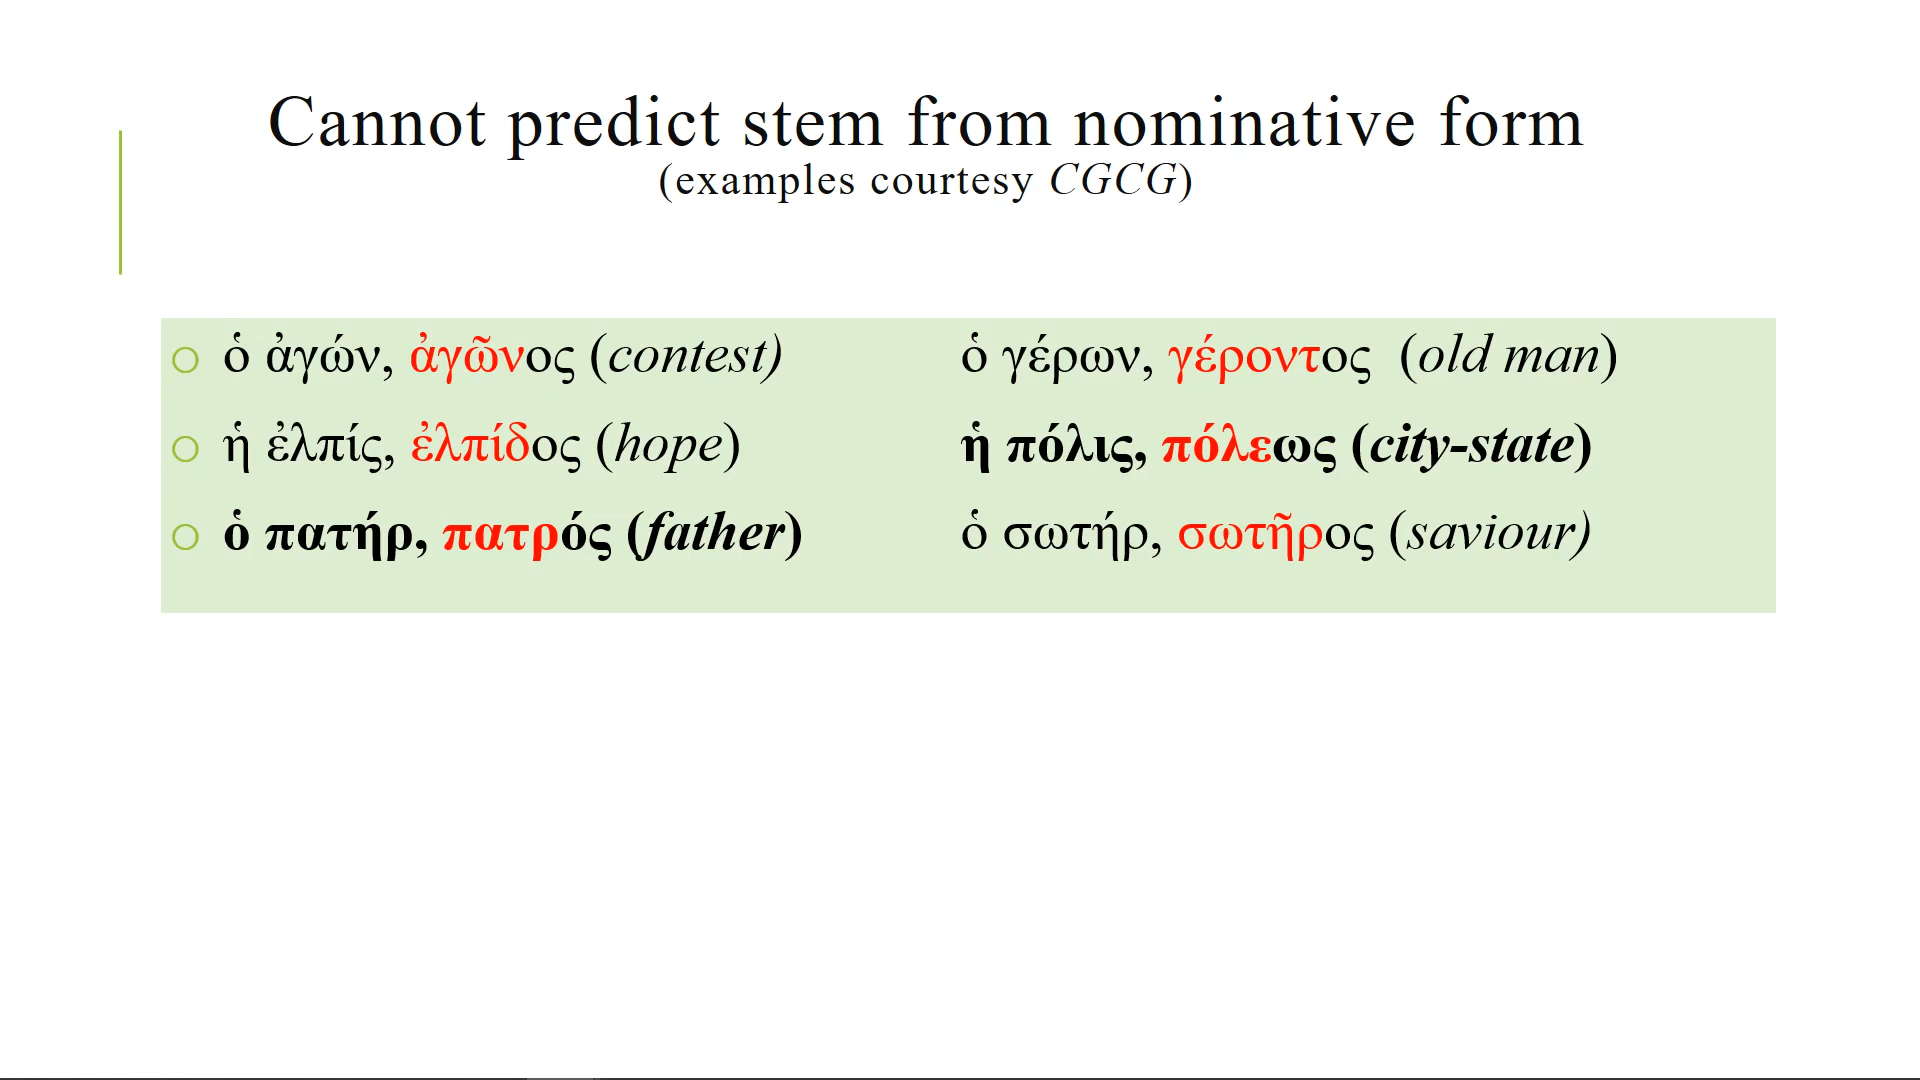 Cannot predict stem from nominative form
(examples courtesy CGCG)
ὁ ἀγών, ἀγῶνος (contest) ὁ γέρων, γέροντος (old man)
ἡ ἐλπίς, ἐλπίδος (hope) ἡ πόλις, πόλεως (city-state)
ὁ πατήρ, πατρός (father) ὁ σωτήρ, σωτῆρος (saviour)